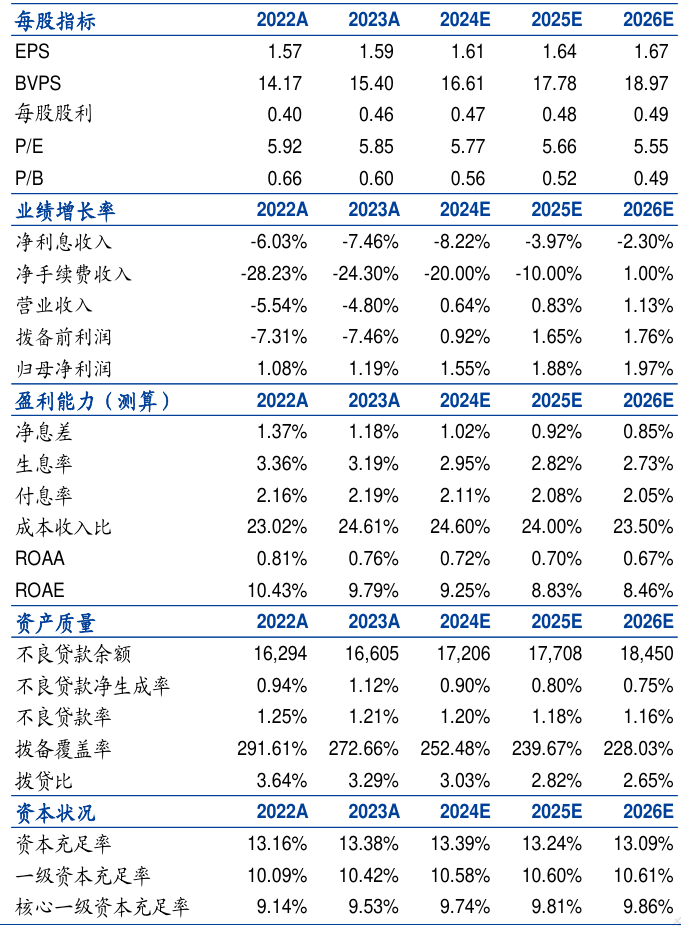 每股指标 2022A 2023A 2024E 2025E 2026E
EPS 1.57 1.59 1.61 1.64 1.67
BVPS 14.17 15.40 16.61 17.78 18.97
每股股利 0.40 0.46 0.47 0.48 0.49
P/E 5.92 5.85 5.77 5.66 5.55
P/B 0.66 0.60 0.56 0.52 0.49
业绩增长率 2022A 2023A 2024E 2025E 2026E
净利息收入 -6.03% -7.46% -8.22% -3.97% -2.30%
净手续费收入 -28.23% -24.30% -20.00% -10.00% 1.00%
营业收入 -5.54% -4.80% 0.64% 0.83% 1.13%
拨备前利润 -7.31% -7.46% 0.92% 1.65% 1.76%
归母净利润 1.08% 1.19% 1.55% 1.88% 1.97%
盈利能力（测算） 2022A 2023A 2024E 2025E 2026E
净息差 1.37% 1.18% 1.02% 0.92% 0.85%
生息率 3.36% 3.19% 2.95% 2.82% 2.73%
付息率 2.16% 2.19% 2.11% 2.08% 2.05%
成本收入比 23.02% 24.61% 24.60% 24.00% 23.50%
ROAA 0.81% 0.76% 0.72% 0.70% 0.67%
ROAE 10.43% 9.79% 9.25% 8.83% 8.46%
资产质量 2022A 2023A 2024E 2025E 2026E
不良贷款余额 16,294 16,605 17,206 17,708 18,450
不良贷款净生成率 0.94% 1.12% 0.90% 0.80% 0.75%
不良贷款率 1.25% 1.21% 1.20% 1.18% 1.16%
拨备覆盖率 291.61% 272.66% 252.48% 239.67% 228.03%
拨贷比 3.64% 3.29% 3.03% 2.82% 2.65%
资本状况 2022A 2023A 2024E 2025E 2026E
资本充足率 13.16% 13.38% 13.39% 13.24% 13.09%
一级资本充足率 10.09% 10.42% 10.58% 10.60% 10.61%
核心一级资本充足率 9.14% 9.53% 9.74% 9.81% 9.86%